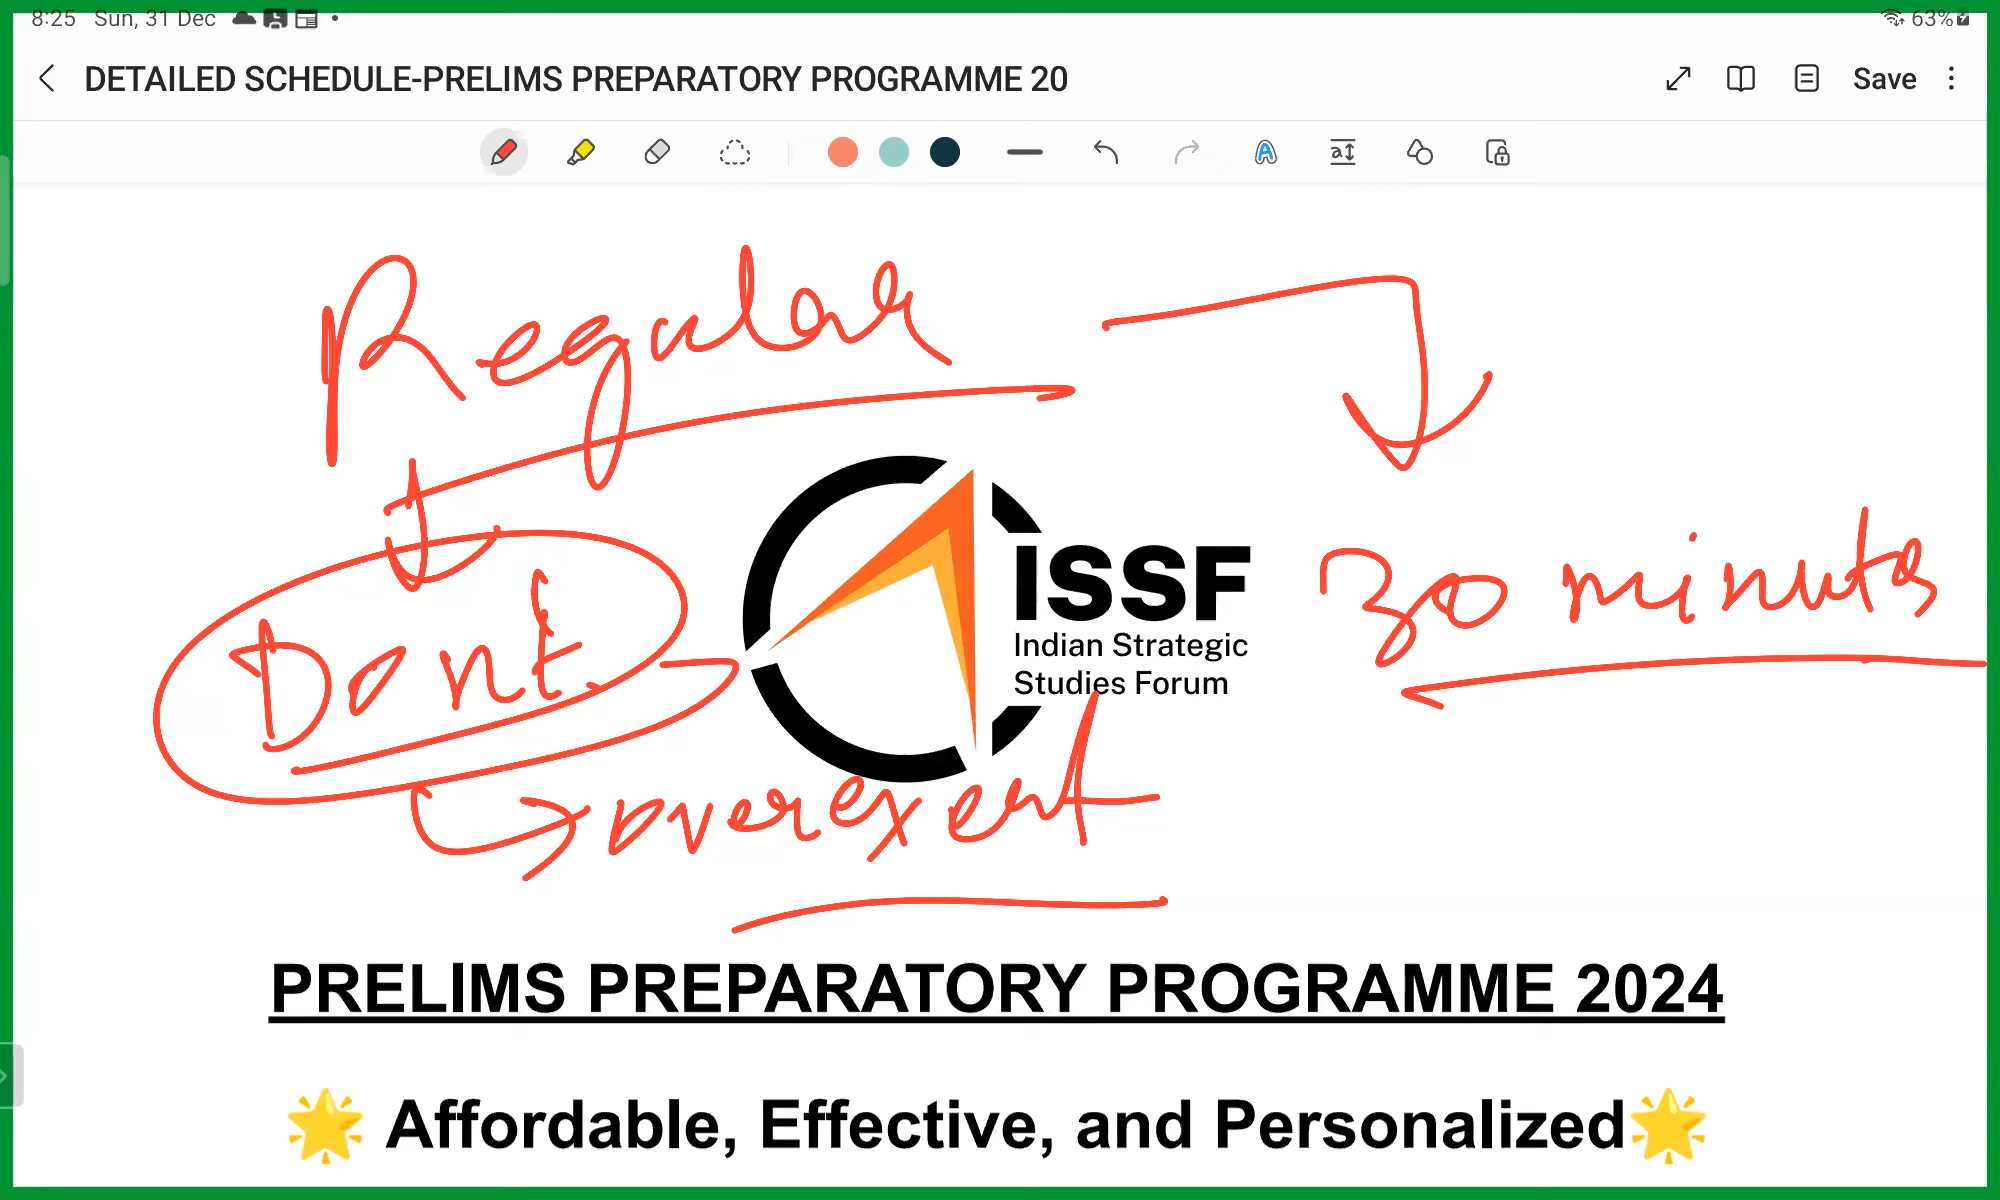 8:25 Sun, 31 Dec 63%
DETAILED SCHEDULE-PRELIMS PREPARATORY PROGRAMME 20 Save
Regular
30 minutes
Dont
ISSF
Indian Strategic
Studies Forum
overexert
PRELIMS PREPARATORY PROGRAMME 2024
🌟 Affordable, Effective, and Personalized🌟